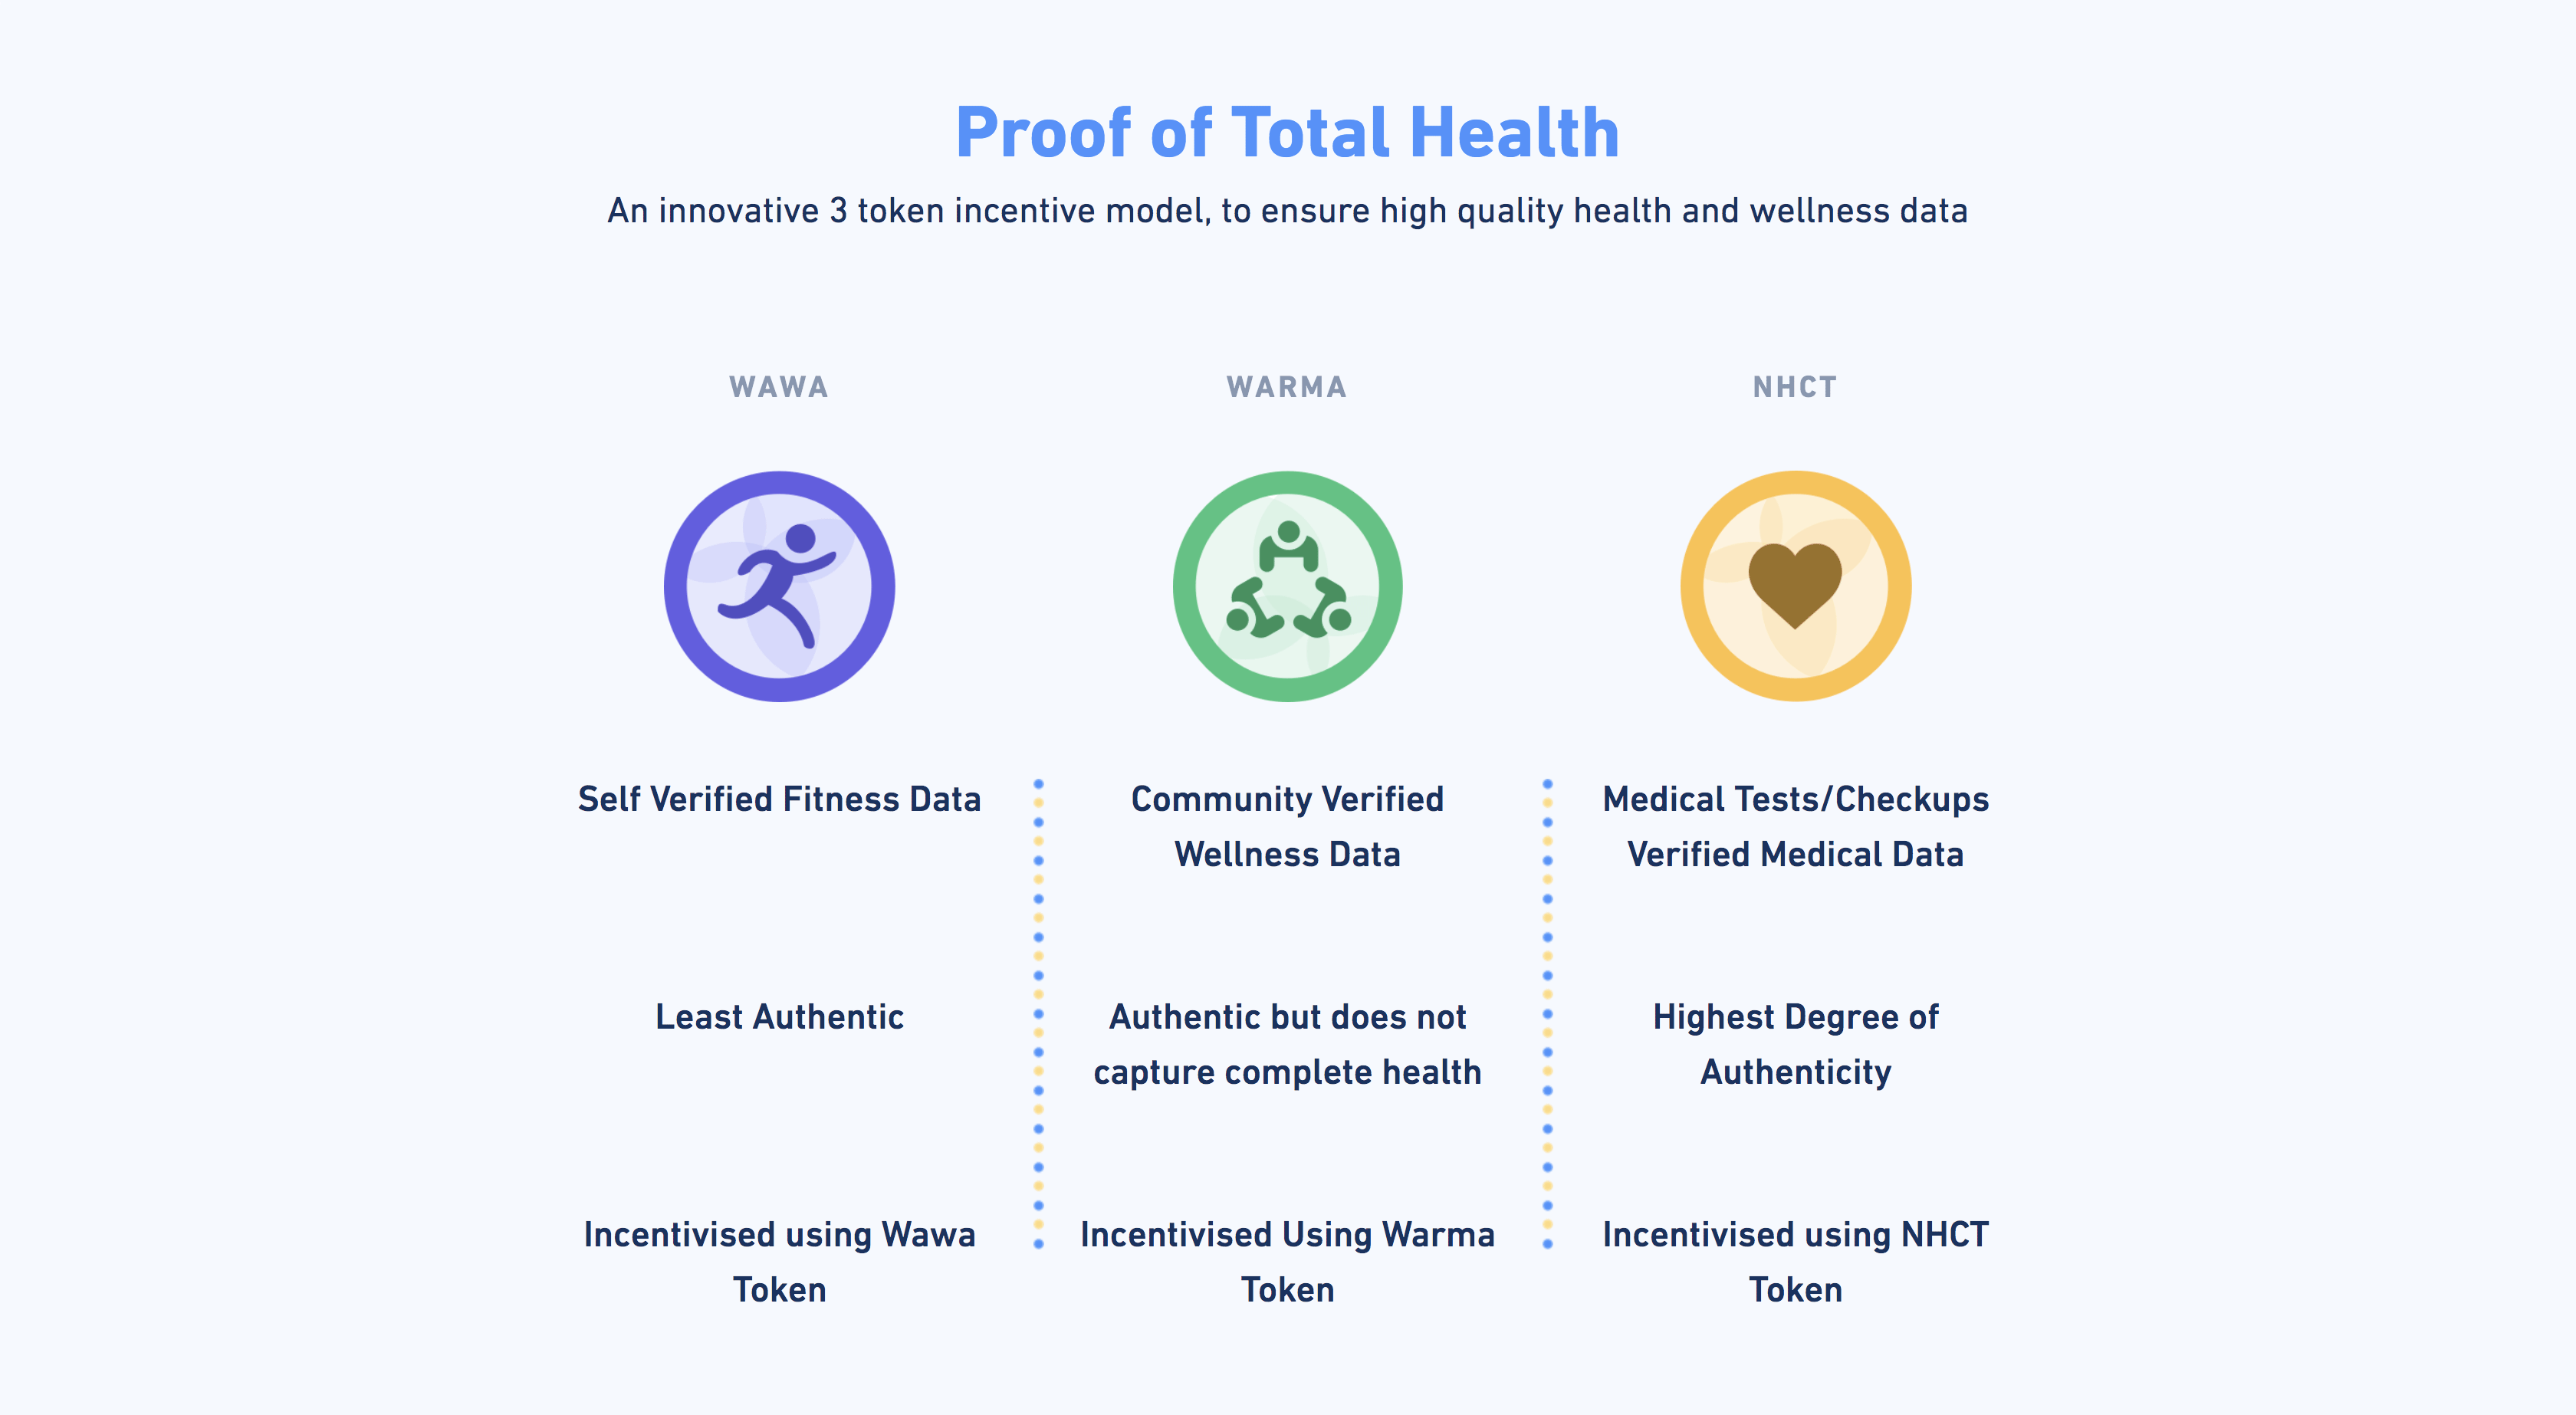 Proof of Total Health
An innovative 3 token incentive model, to ensure high quality health and wellness data
WAWA
Self Verified Fitness Data
Least Authentic
Incentivised using Wawa
Token
WARMA
Community Verified
Wellness Data
Authentic but does not
capture complete health
Incentivised Using Warma
Token
NHCT
Medical Tests/Checkups
Verified Medical Data
Highest Degree of
Authenticity
Incentivised using NHCT
Token